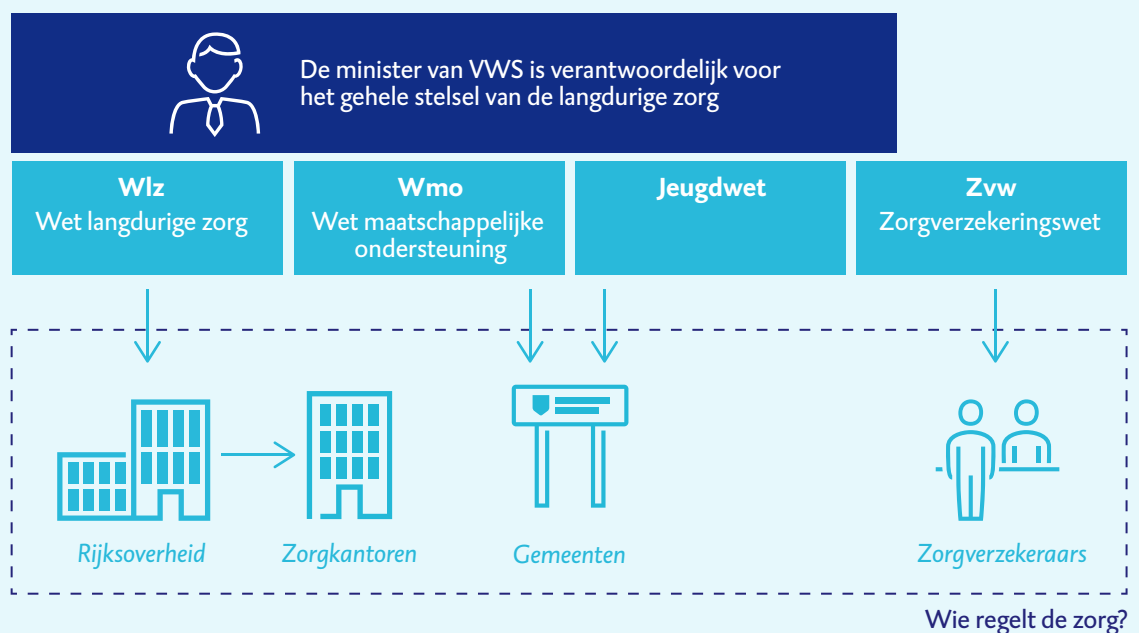 De minister van VWS is verantwoordelijk voor
het gehele stelsel van de langdurige zorg
Wlz
Wet langdurige zorg
Wmo
Wet maatschappelijke
ondersteuning
Jeugdwet
Zvw
Zorgverzekeringswet
Rijksoverheid
Zorgkantoren
Gemeenten
Zorgverzekeraars
Wie regelt de zorg?